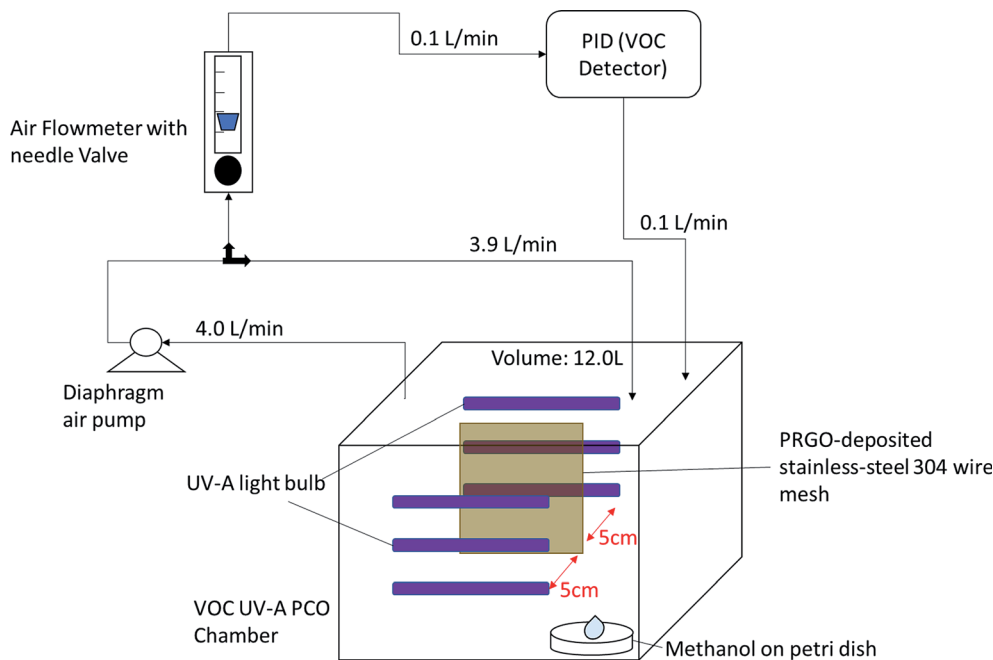 0.1 L/min
PID (VOC
Detector)
Air Flowmeter with
needle Valve
3.9 L/min
0.1 L/min
4.0 L/min
Diaphragm
air pump
Volume: 12.0L
UV-A light bulb
PRGO-deposited
stainless-steel 304 wire
mesh
5cm
5cm
VOC UV-A PCO
Chamber
Methanol on petri dish